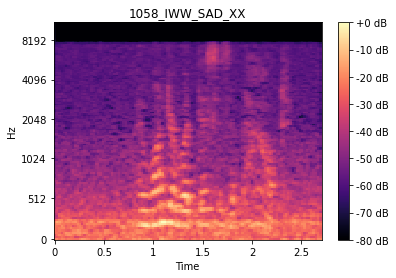 1058_IWW_SAD_XX
8192
4096
2048
1024
512
0
Hz
0
0.5
1
1.5
2
2.5
Time
+0 dB
-10 dB
-20 dB
-30 dB
-40 dB
-50 dB
-60 dB
-70 dB
-80 dB